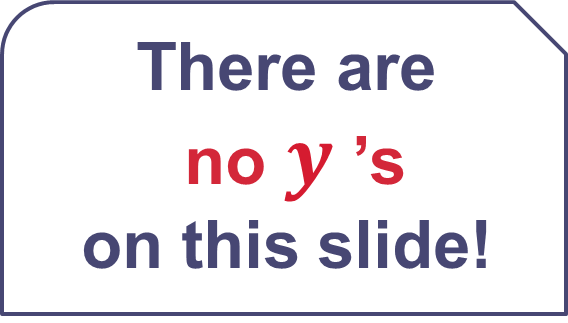 There are
no y ’s
on this slide!